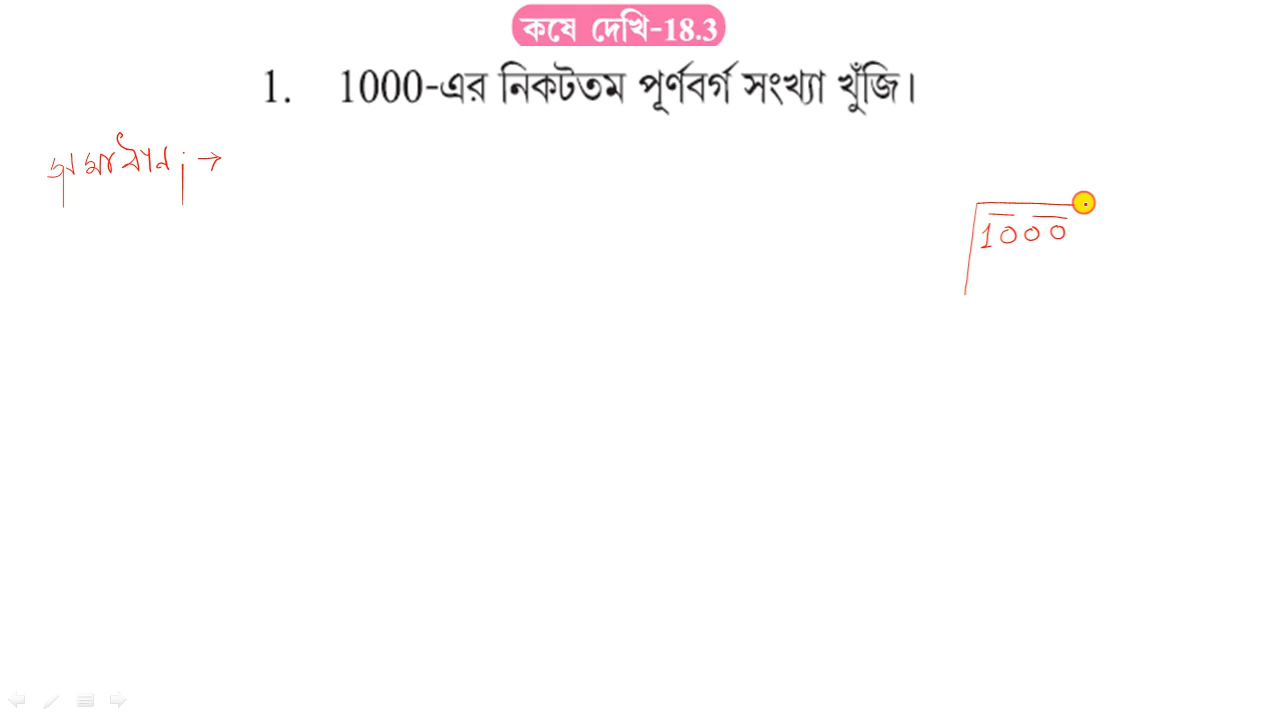 কষে দেখি-18.3
1. 1000-এর নিকটতম পূর্ণবর্গ সংখ্যা খুঁজি।
সমাধান ; →
1000